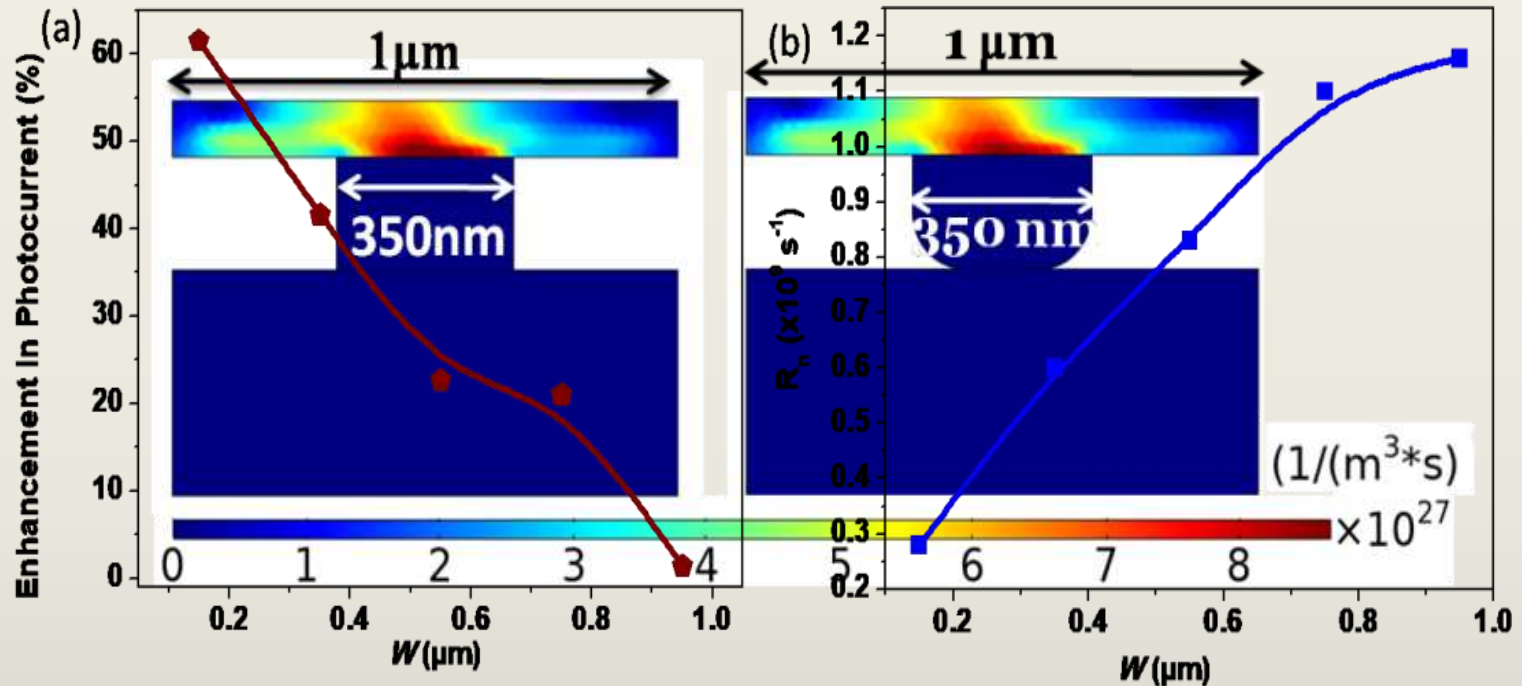 (a)
Enhancement In Photocurrent (%)
60
50
40
30
20
10
0
1μm
350nm
0 1 2 3 4 5 6 7 8
×10²⁷
(1/(m³*s)
0.2 0.4 0.6 0.8 1.0
W (μm)
(b)
1 μm
350 nm
Rₙ (x10⁹ s⁻¹)
1.2
1.1
1.0
0.9
0.8
0.7
0.6
0.5
0.4
0.3
0.2
0.2 0.4 0.6 0.8 1.0
W (μm)